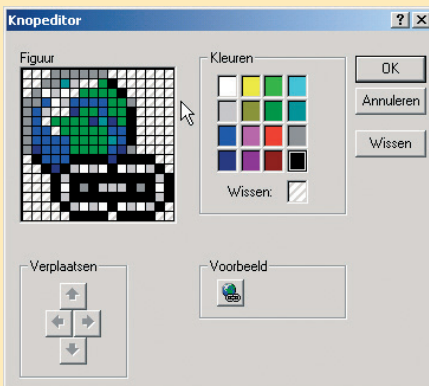 Knopeditor
Figuur
Kleuren
OK
Annuleren
Wissen
Wissen:
Verplaatsen
Voorbeeld